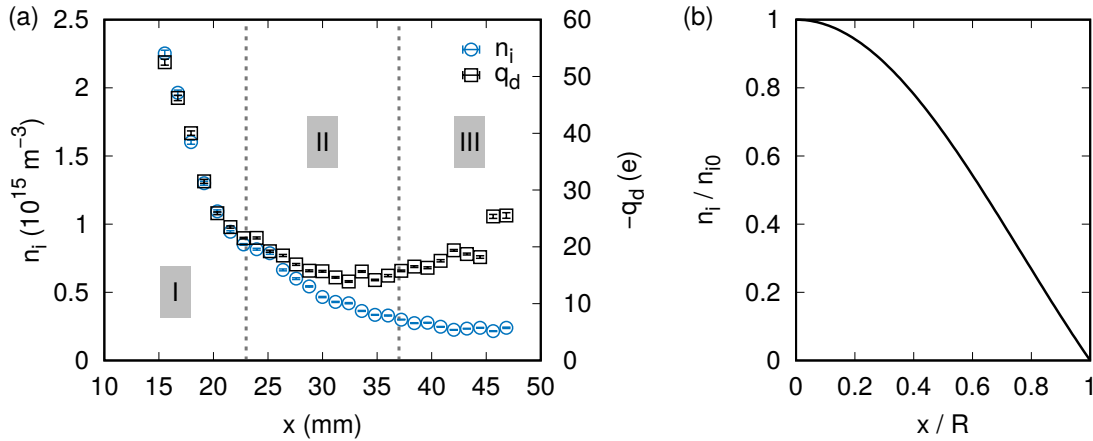 (a)
2.5
2
1.5
1
0.5
0
n_i (10^15 m^−3)
10 15 20 25 30 35 40 45 50
x (mm)
60
50
40
30
20
10
0
-q_d (e)
n_i
q_d
I
II
III
(b)
1
0.8
0.6
0.4
0.2
0
n_i / n_i0
0 0.2 0.4 0.6 0.8 1
x / R